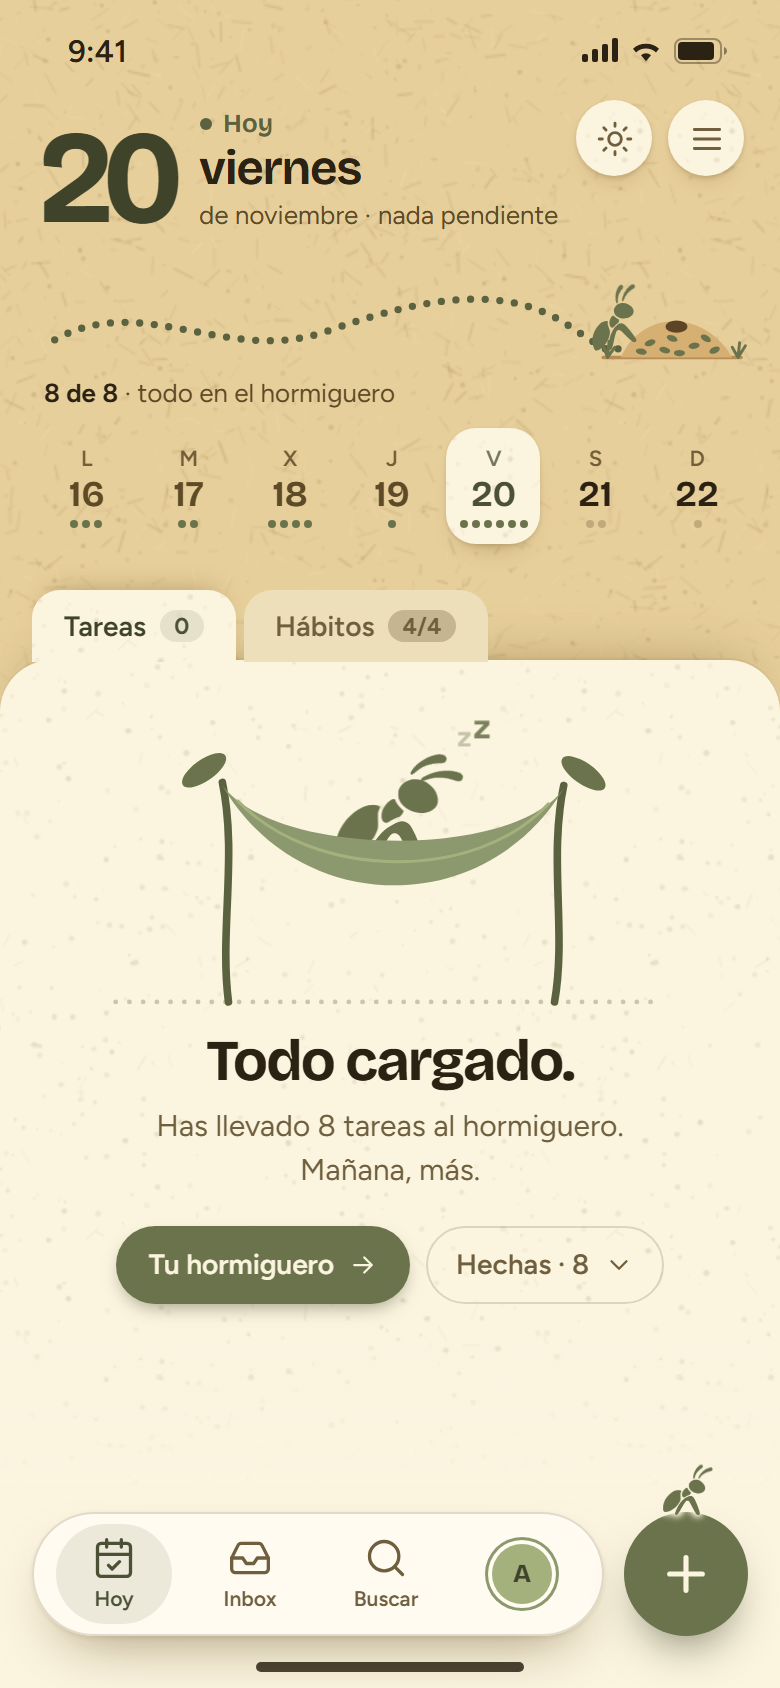 9:41
20
Hoy
viernes
de noviembre · nada pendiente
8 de 8 · todo en el hormiguero
L M X J V S D
16 17 18 19 20 21 22
Tareas 0 Hábitos 4/4
z z
Todo cargado.
Has llevado 8 tareas al hormiguero.
Mañana, más.
Tu hormiguero → Hechas · 8
A
Hoy Inbox Buscar